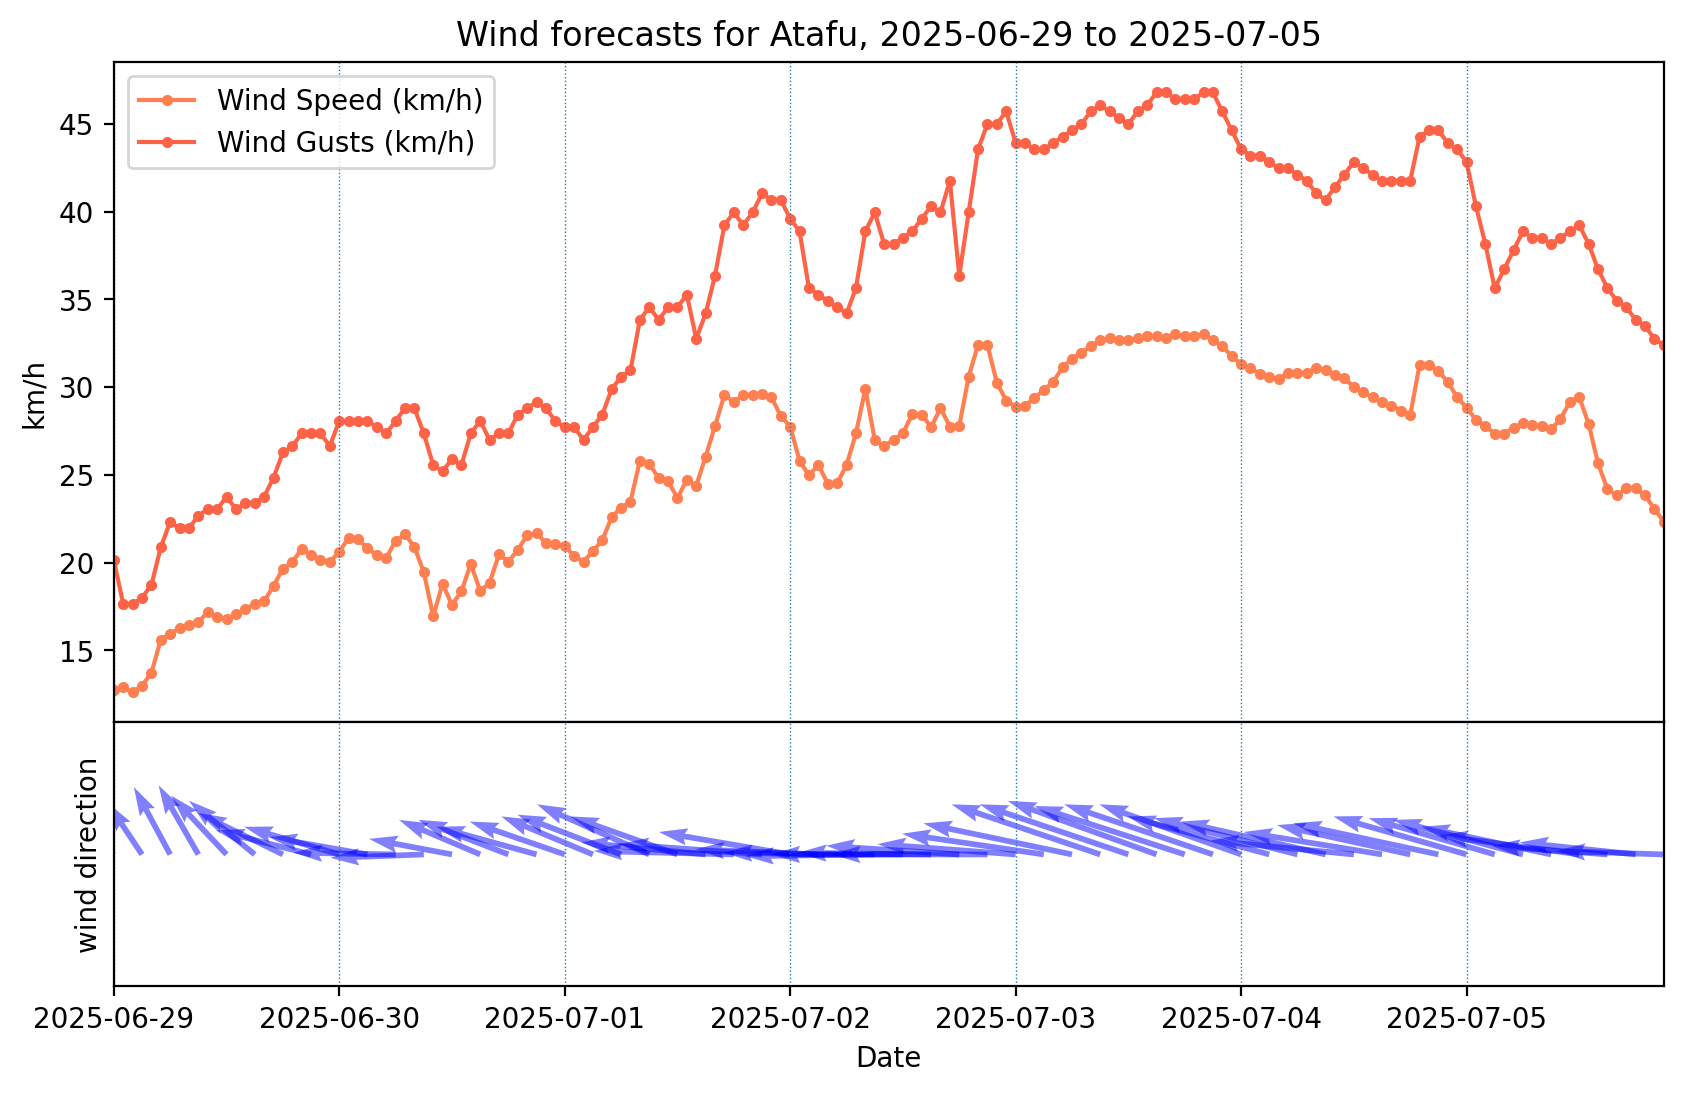 Wind forecasts for Atafu, 2025-06-29 to 2025-07-05
Wind Speed (km/h)
Wind Gusts (km/h)
45
40
35
30
25
20
15
km/h
wind direction
2025-06-29
2025-06-30
2025-07-01
2025-07-02
2025-07-03
2025-07-04
2025-07-05
Date